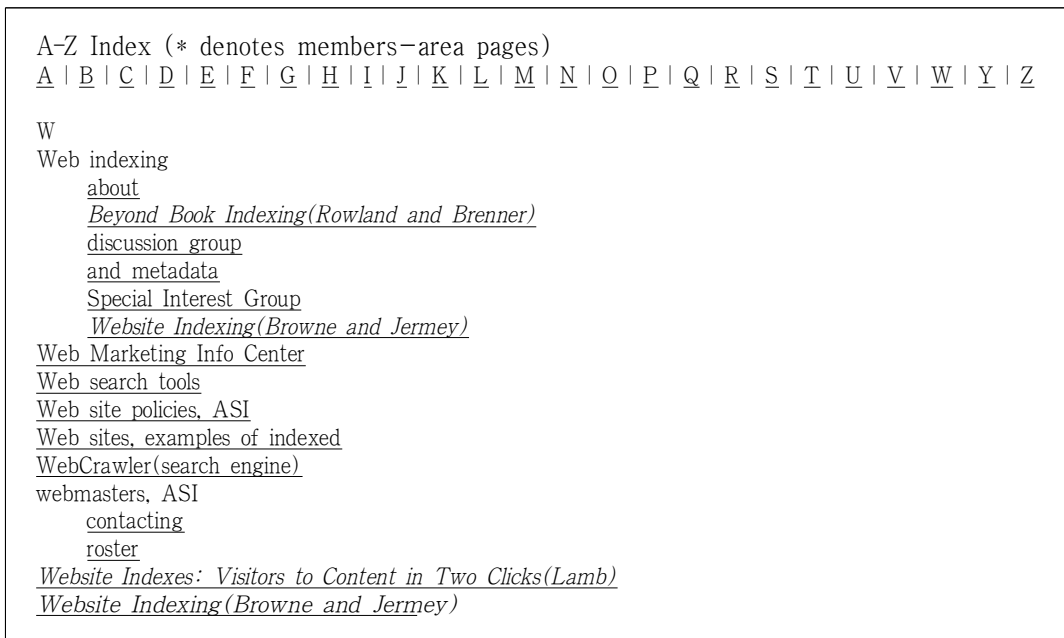 A-Z Index (* denotes members-area pages)
A | B | C | D | E | F | G | H | I | J | K | L | M | N | O | P | Q | R | S | T | U | V | W | Y | Z
W
Web indexing
about
Beyond Book Indexing(Rowland and Brenner)
discussion group
and metadata
Special Interest Group
Website Indexing(Browne and Jermey)
Web Marketing Info Center
Web search tools
Web site policies, ASI
Web sites, examples of indexed
WebCrawler(search engine)
webmasters, ASI
contacting
roster
Website Indexes: Visitors to Content in Two Clicks(Lamb)
Website Indexing(Browne and Jermey)